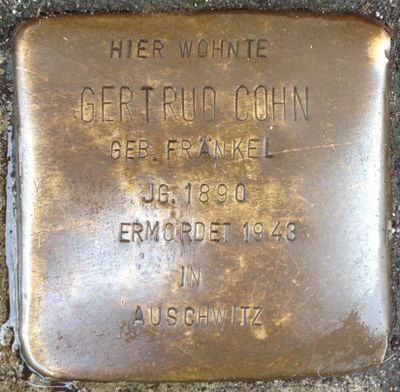 HIER WOHNTE
GERTRUD COHN
GEB. FRÄNKEL
JG. 1890
ERMORDET 1943
IN
AUSCHWITZ